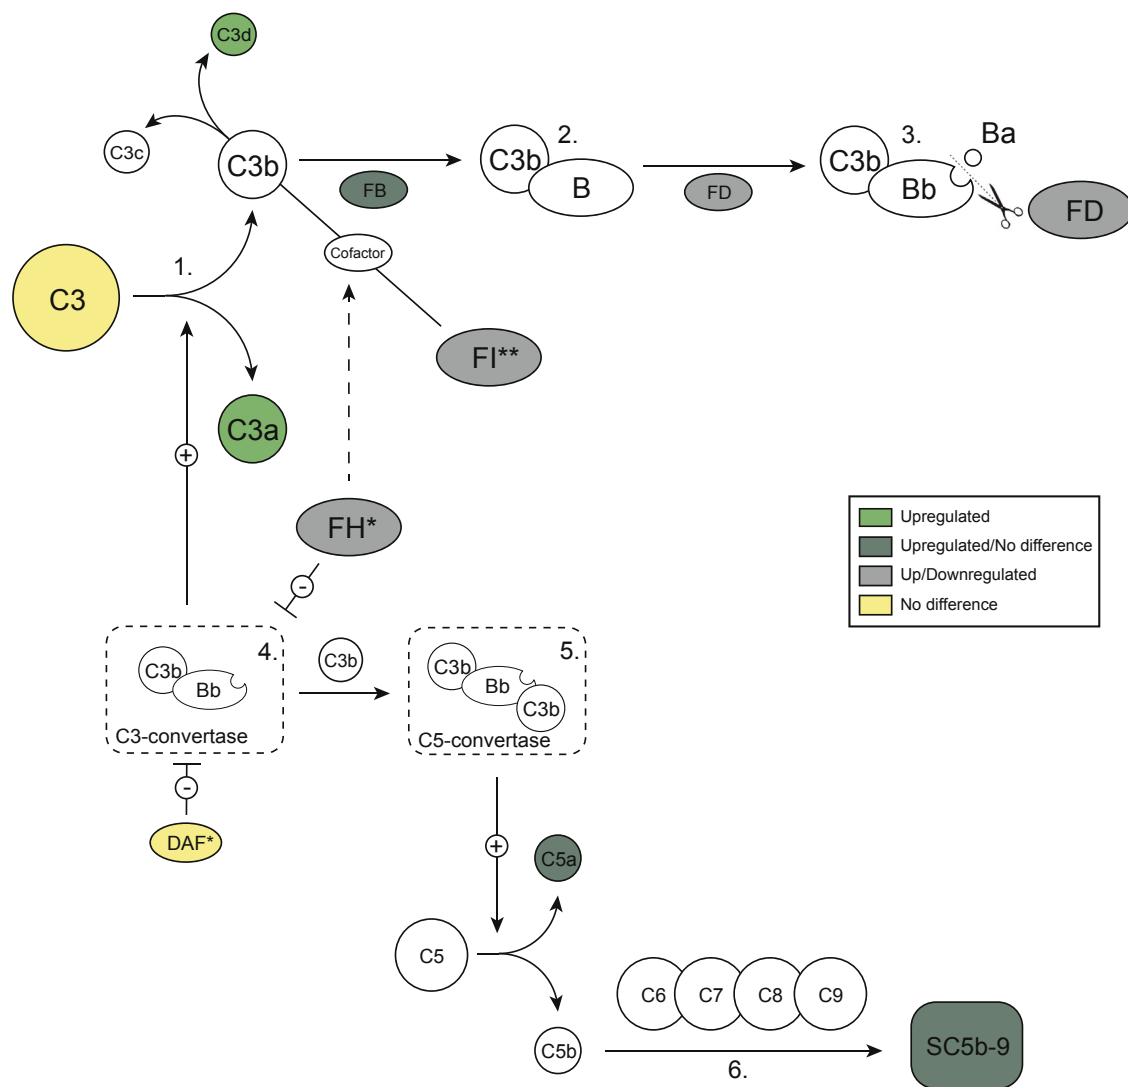 C3d
C3c
C3b
FB
C3b
2.
B
FD
C3b
3.
Ba
Bb
FD
C3
1.
Cofactor
FI**
C3a
+
FH*
-
Upregulated
Upregulated/No difference
Up/Downregulated
No difference
C3b
Bb
4.
C3-convertase
C3b
C3b
Bb
C3b
5.
C5-convertase
-
DAF*
+
C5a
C5
C5b
C6
C7
C8
C9
6.
SC5b-9